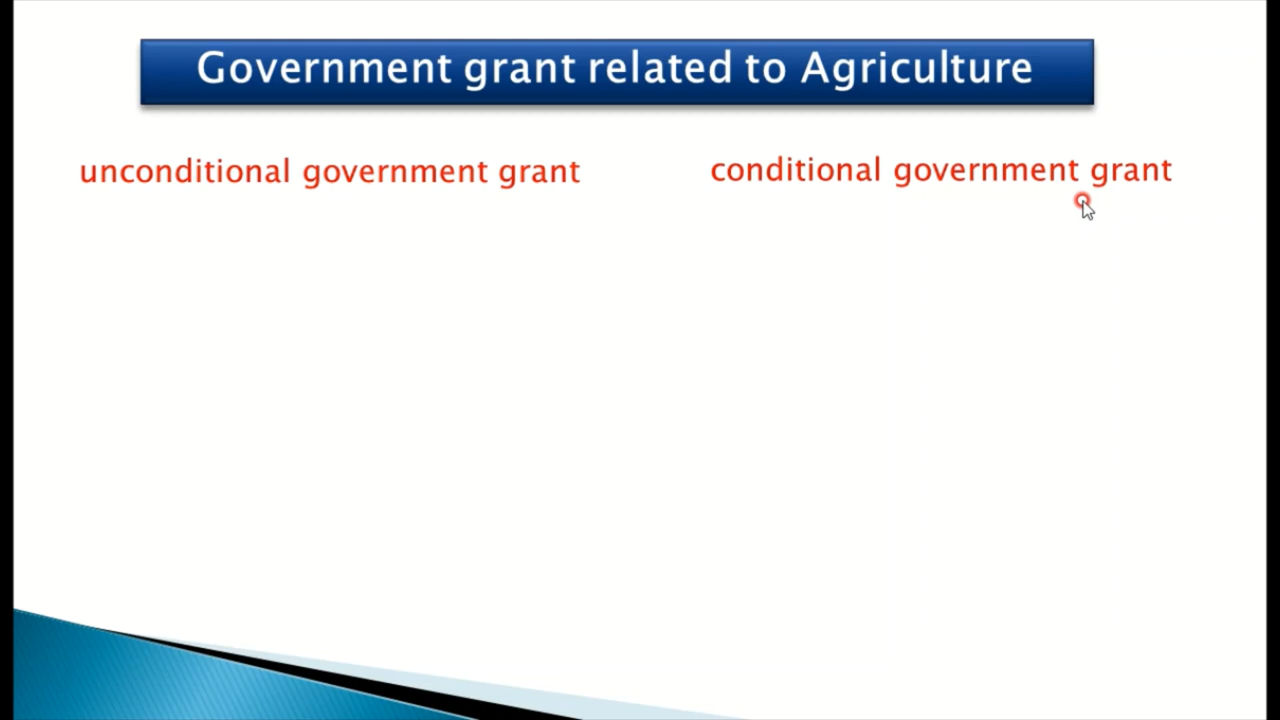 Government grant related to Agriculture
unconditional government grant
conditional government grant